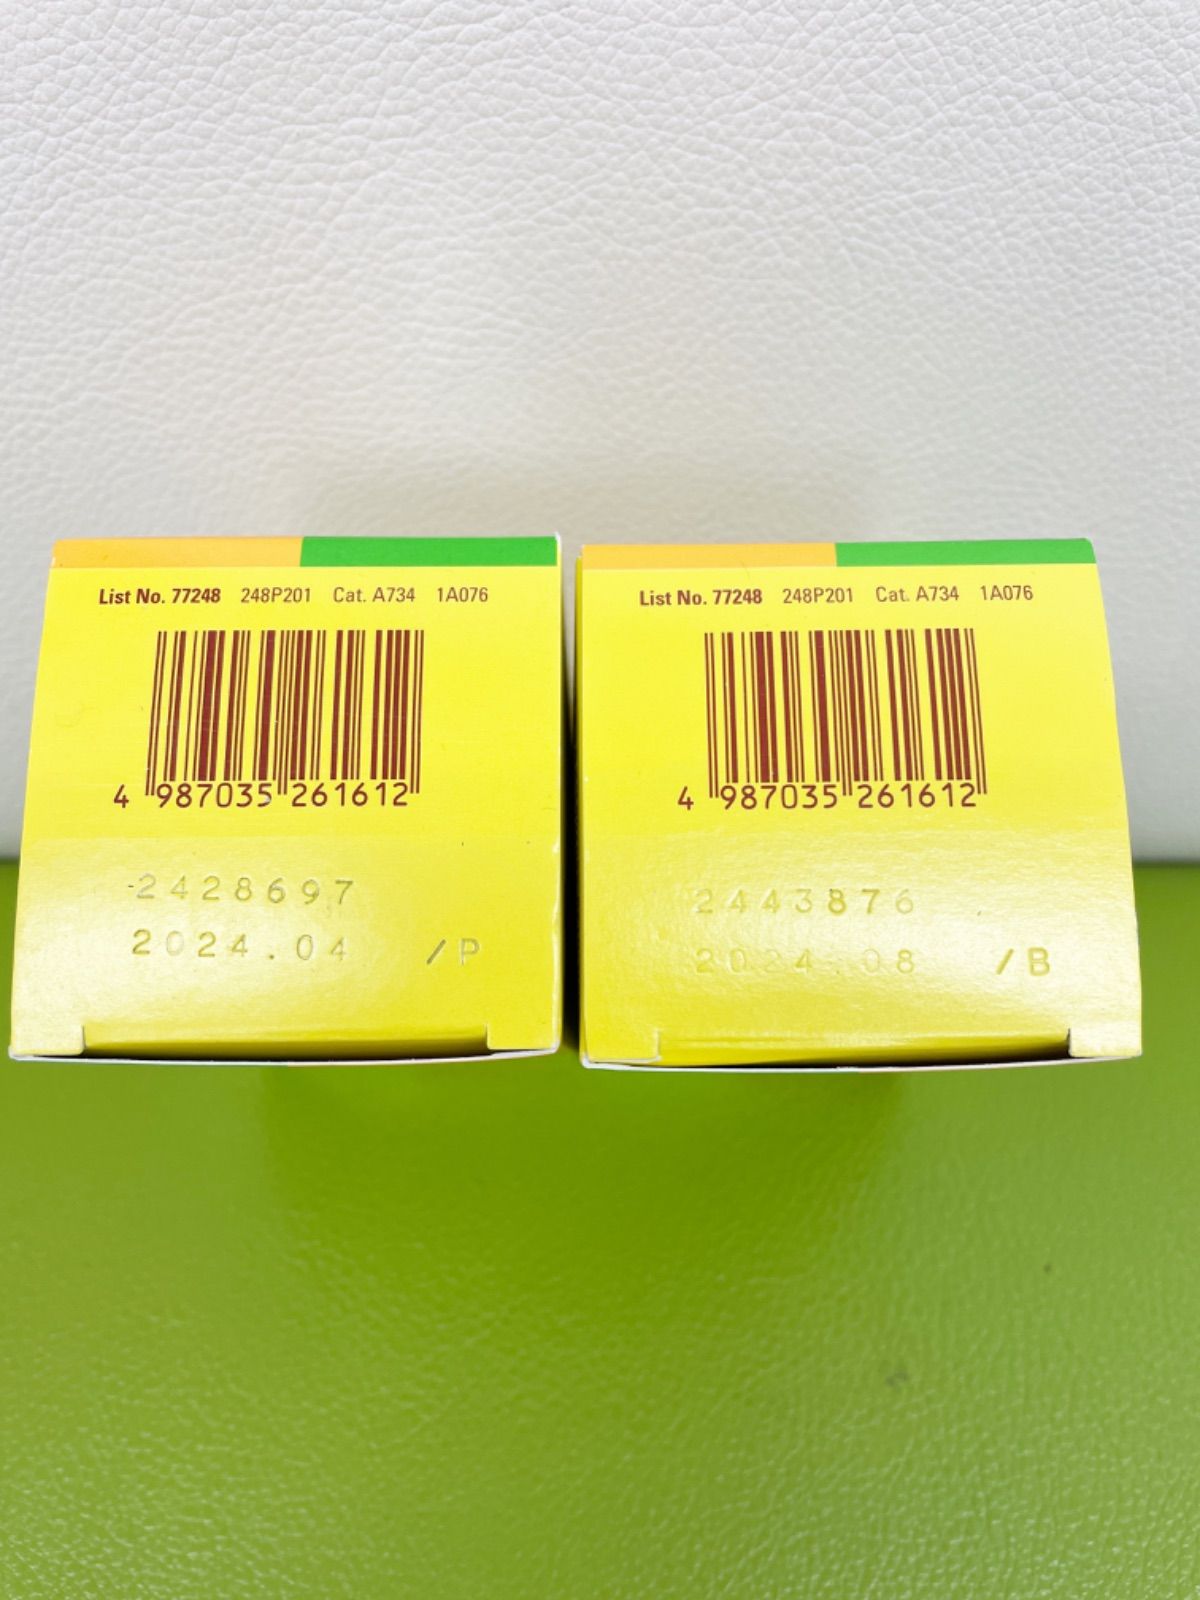 List No. 77248 248P201 Cat. A734 1A076
4 987035 261612
2428697
2024.04 /P
List No. 77248 248P201 Cat. A734 1A076
4 987035 261612
2443876
2024.08 /B